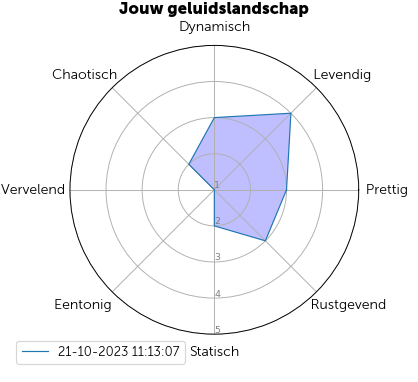 Jouw geluidslandschap
Dynamisch
Chaotisch
Levendig
Vervelend
1
Prettig
2
3
4
Eentonig
Rustgevend
5
21-10-2023 11:13:07
Statisch